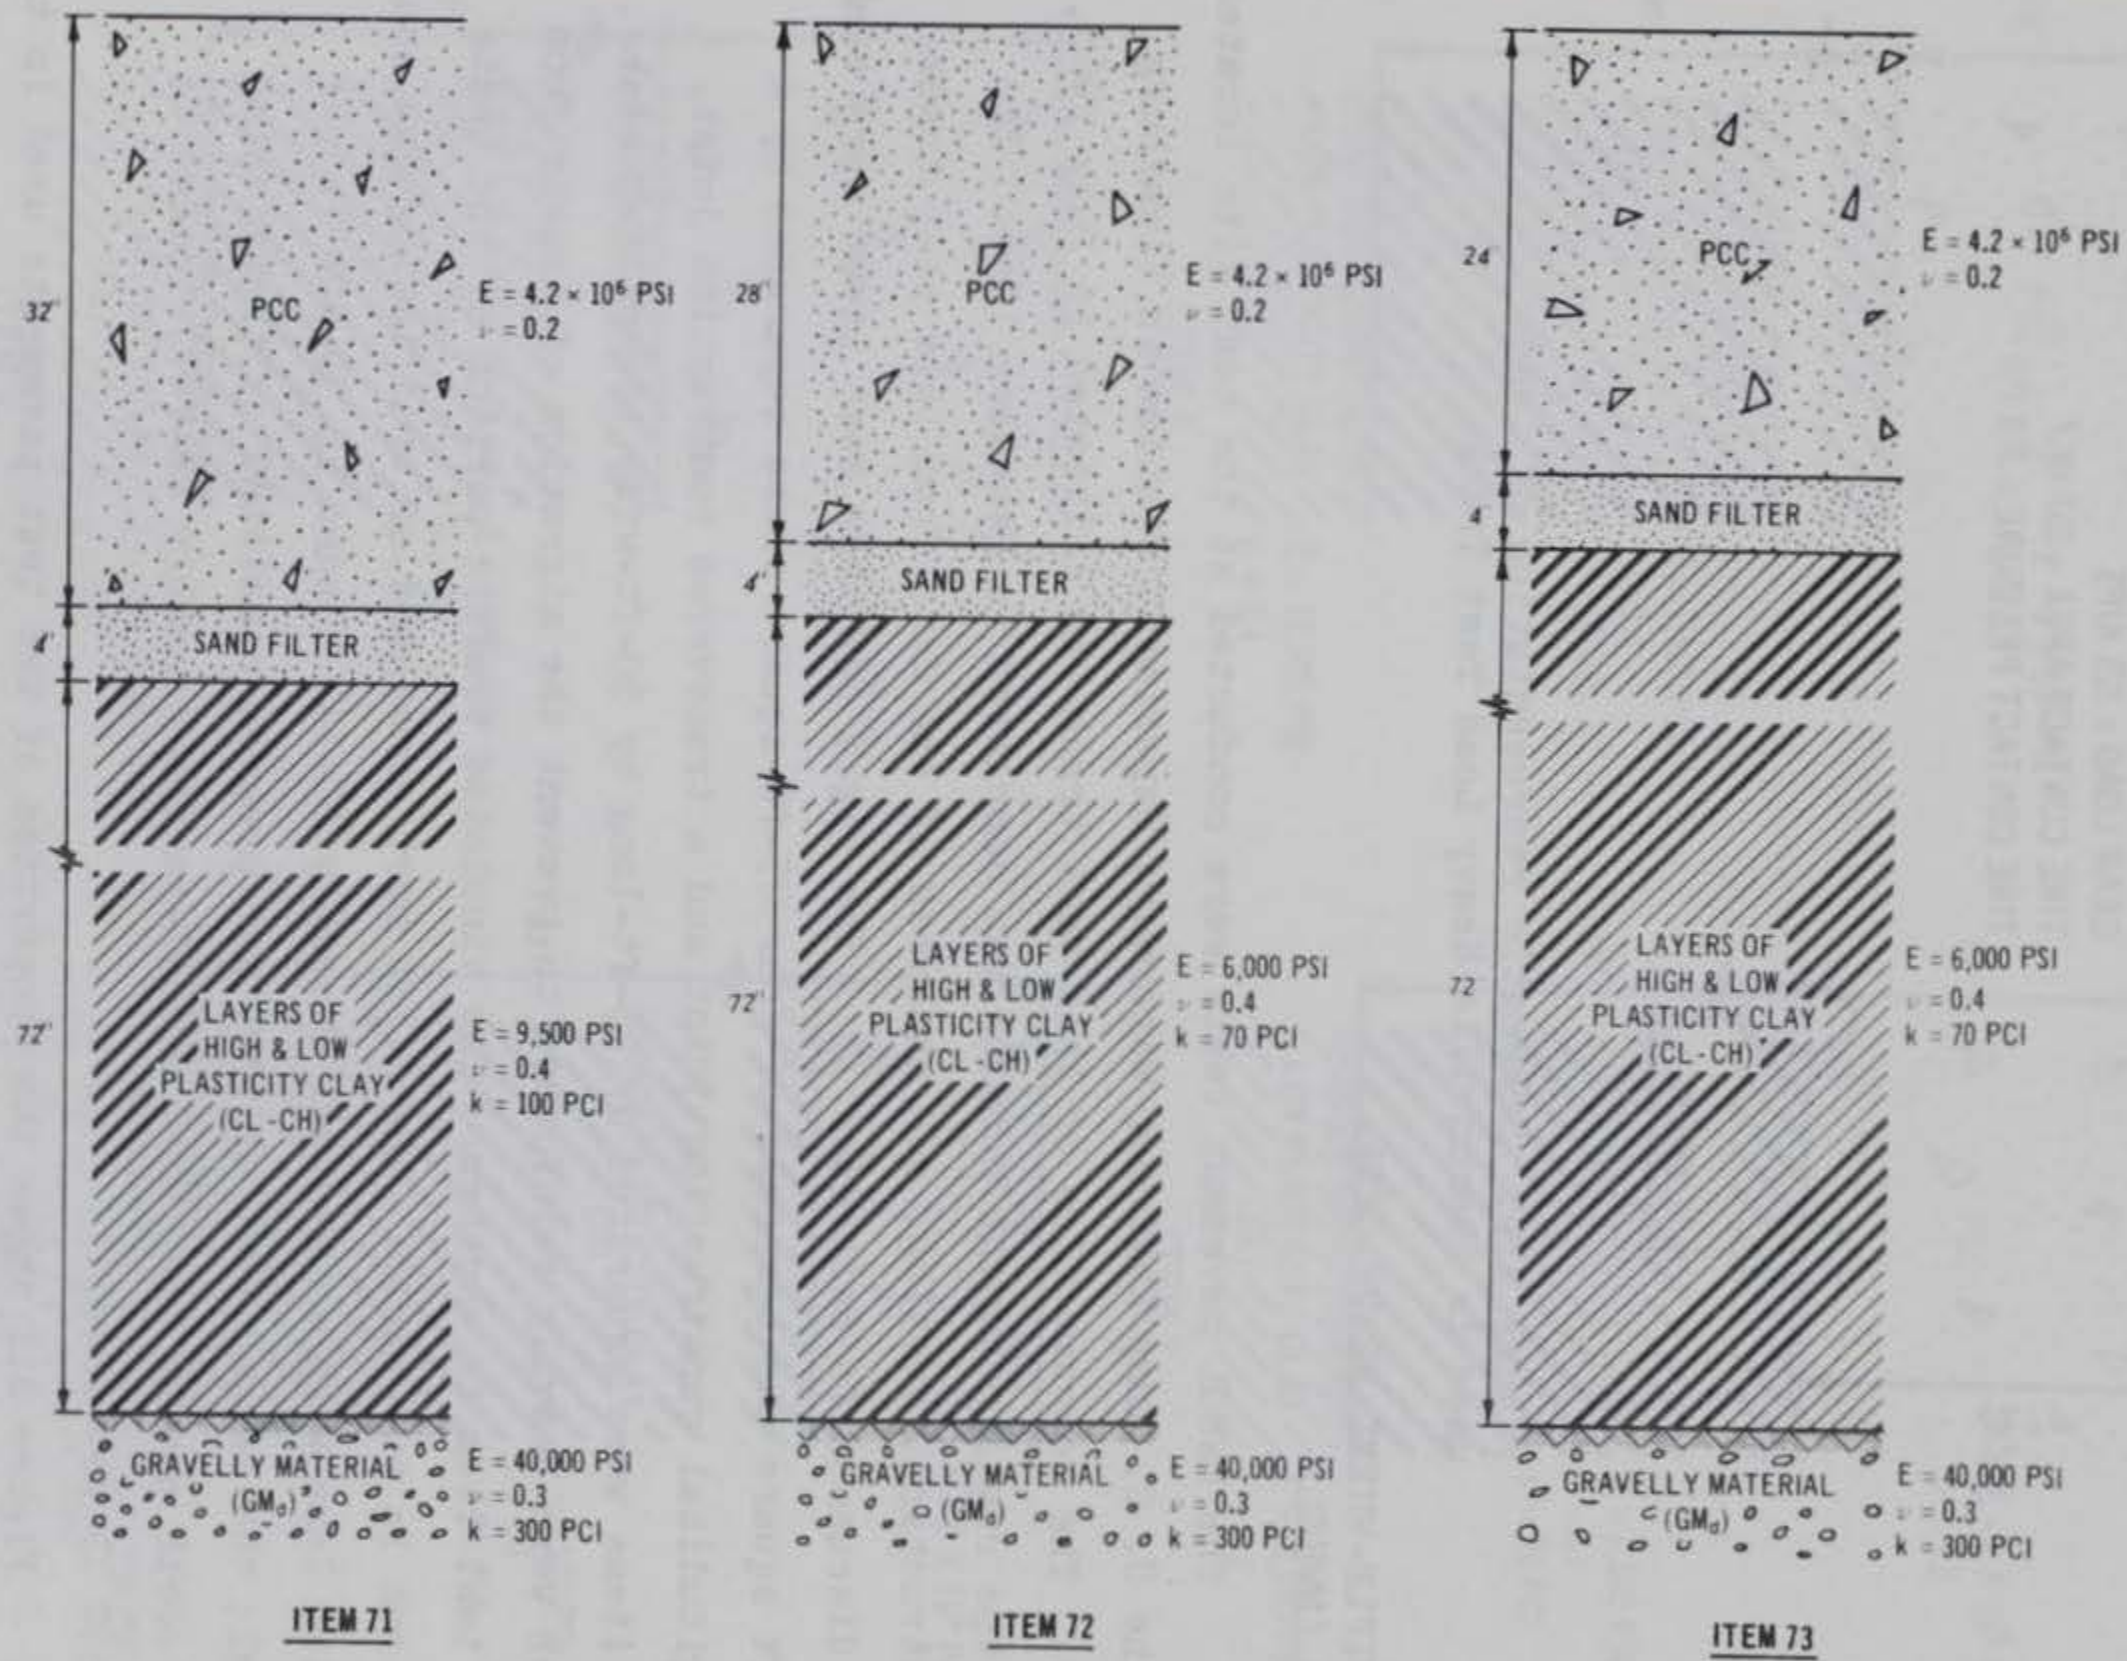 32"
PCC
E = 4.2 × 10⁶ PSI
ν = 0.2
4"
SAND FILTER
72"
LAYERS OF
HIGH & LOW
PLASTICITY CLAY
(CL-CH)
E = 9,500 PSI
ν = 0.4
k = 100 PCI
GRAVELLY MATERIAL
(GMd)
E = 40,000 PSI
ν = 0.3
k = 300 PCI
ITEM 71
28"
PCC
E = 4.2 × 10⁶ PSI
ν = 0.2
4"
SAND FILTER
72"
LAYERS OF
HIGH & LOW
PLASTICITY CLAY
(CL-CH)
E = 6,000 PSI
ν = 0.4
k = 70 PCI
GRAVELLY MATERIAL
(GMd)
E = 40,000 PSI
ν = 0.3
k = 300 PCI
ITEM 72
24
PCC
E = 4.2 × 10⁶ PSI
ν = 0.2
4
SAND FILTER
72
LAYERS OF
HIGH & LOW
PLASTICITY CLAY
(CL-CH)
E = 6,000 PSI
ν = 0.4
k = 70 PCI
GRAVELLY MATERIAL
(GMd)
E = 40,000 PSI
ν = 0.3
k = 300 PCI
ITEM 73